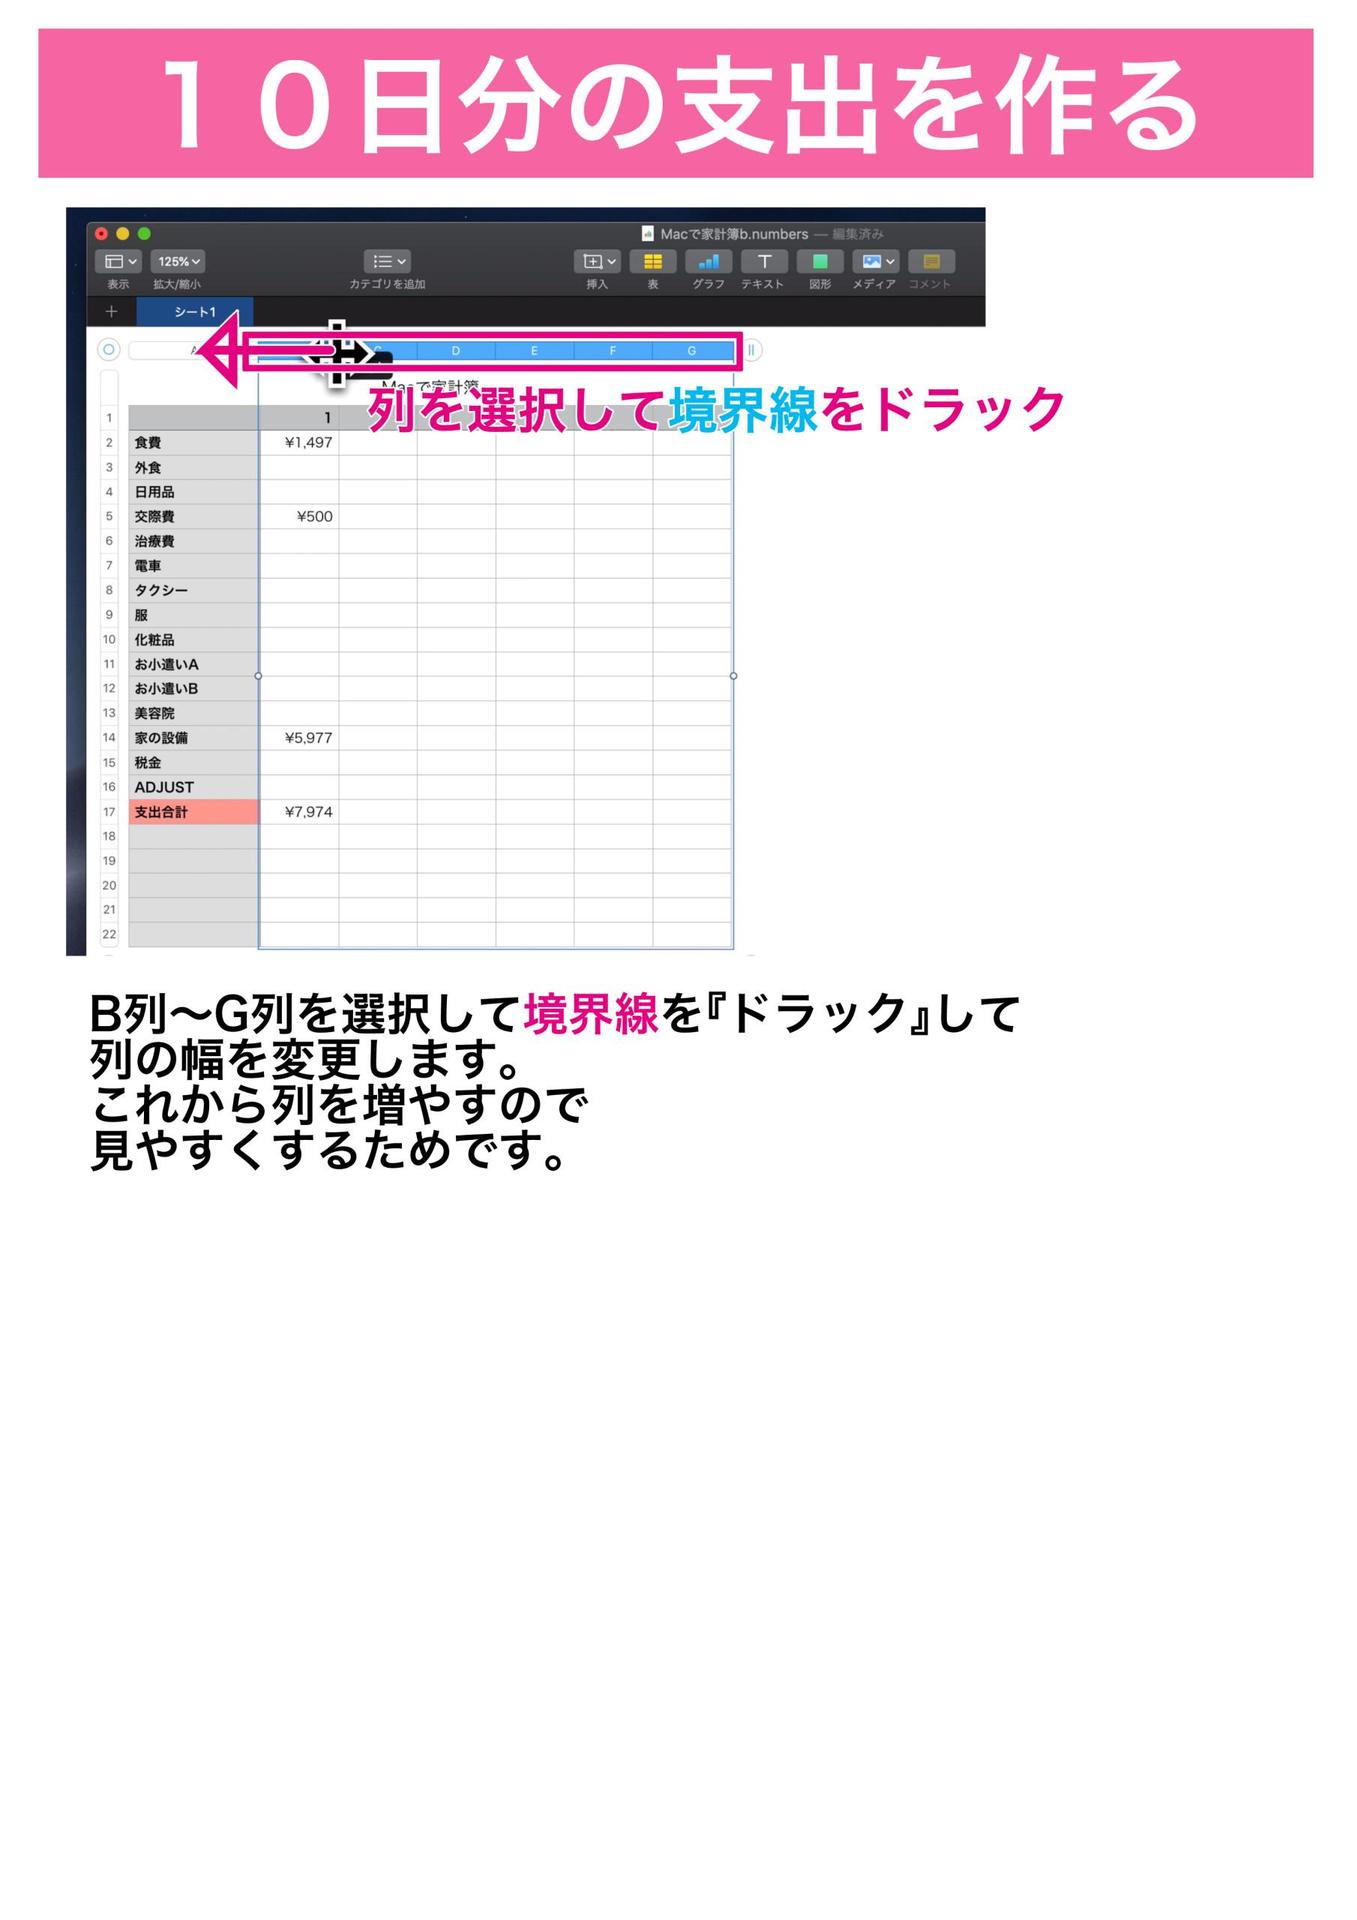 １０日分の支出を作る
Macで家計簿b.numbers — 編集済み
125%
表示 拡大/縮小 カテゴリを追加 挿入 表 グラフ テキスト 図形 メディア コメント
シート1
A D E F G
Macで家計簿
列を選択して境界線をドラック
1 1
2 食費 ¥1,497
3 外食
4 日用品
5 交際費 ¥500
6 治療費
7 電車
8 タクシー
9 服
10 化粧品
11 お小遣いA
12 お小遣いB
13 美容院
14 家の設備 ¥5,977
15 税金
16 ADJUST
17 支出合計 ¥7,974
18
19
20
21
22
B列〜G列を選択して境界線を『ドラック』して
列の幅を変更します。
これから列を増やすので
見やすくするためです。